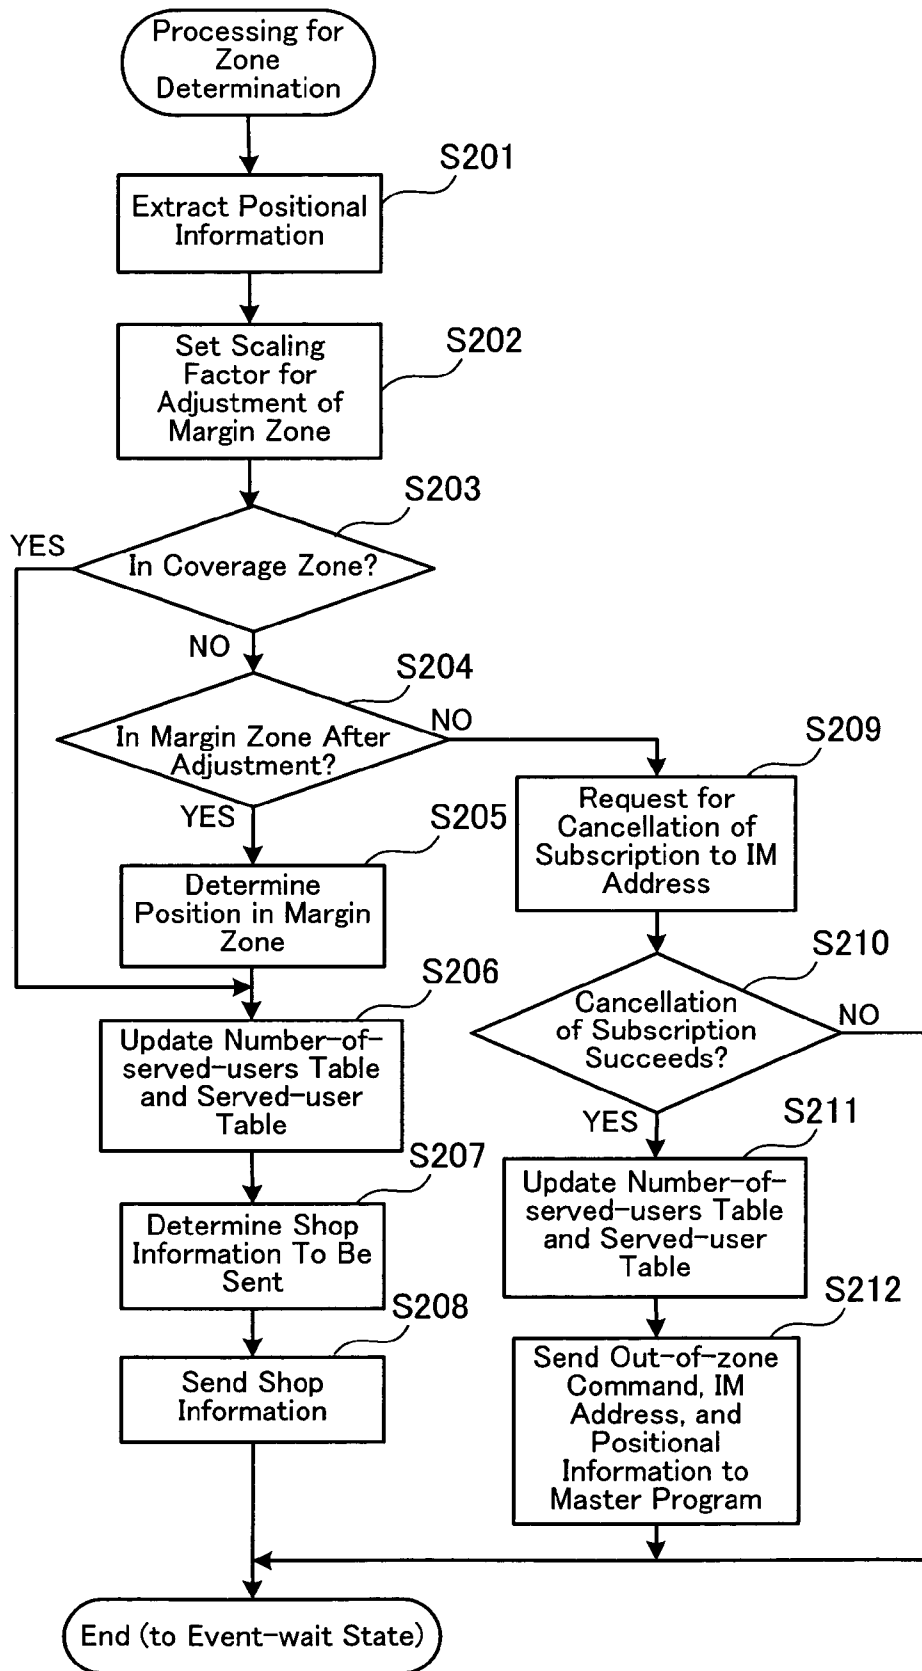 Processing for
Zone
Determination
S201
Extract Positional
Information
S202
Set Scaling
Factor for
Adjustment of
Margin Zone
S203
YES
In Coverage Zone?
NO
S204
In Margin Zone After
Adjustment?
NO
YES
S205
Determine
Position in Margin
Zone
S206
Update Number-of-
served-users Table
and Served-user
Table
S207
Determine Shop
Information To Be
Sent
S208
Send Shop
Information
S209
Request for
Cancellation of
Subscription to IM
Address
S210
Cancellation
of Subscription
Succeeds?
NO
YES
S211
Update Number-of-
served-users Table
and Served-user
Table
S212
Send Out-of-zone
Command, IM
Address, and
Positional
Information to
Master Program
End (to Event-wait State)